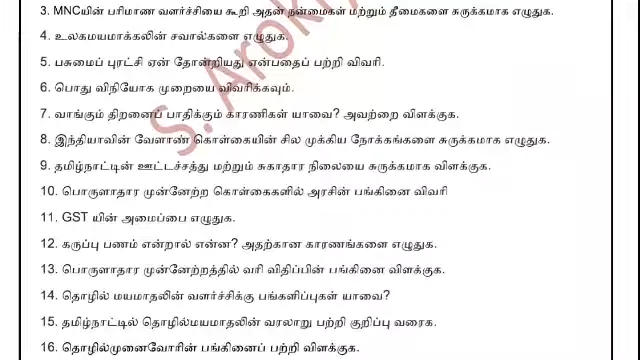 3. MNCயின் பரிமாண வளர்ச்சியை கூறி அதன் நன்மைகள் மற்றும் தீமைகளை சுருக்கமாக எழுதுக.
4. உலகமயமாக்கலின் சவால்களை எழுதுக.
5. பசுமைப் புரட்சி ஏன் தோன்றியது என்பதைப் பற்றி விவரி.
6. பொது விநியோக முறையை விவரிக்கவும்.
7. வாங்கும் திறனைப் பாதிக்கும் காரணிகள் யாவை? அவற்றை விளக்குக.
8. இந்தியாவின் வேளாண் கொள்கையின் சில முக்கிய நோக்கங்களை சுருக்கமாக எழுதுக.
9. தமிழ்நாட்டின் ஊட்டச்சத்து மற்றும் சுகாதார நிலையை சுருக்கமாக விளக்குக.
10. பொருளாதார முன்னேற்ற கொள்கைகளில் அரசின் பங்கினை விவரி
11. GST யின் அமைப்பை எழுதுக.
12. கருப்பு பணம் என்றால் என்ன? அதற்கான காரணங்களை எழுதுக.
13. பொருளாதார முன்னேற்றத்தில் வரி விதிப்பின் பங்கினை விளக்குக.
14. தொழில் மயமாதலின் வளர்ச்சிக்கு பங்களிப்புகள் யாவை?
15. தமிழ்நாட்டில் தொழில்மயமாதலின் வரலாறு பற்றி குறிப்பு வரைக.
16. தொழில்முனைவோரின் பங்கினைப் பற்றி விளக்குக.